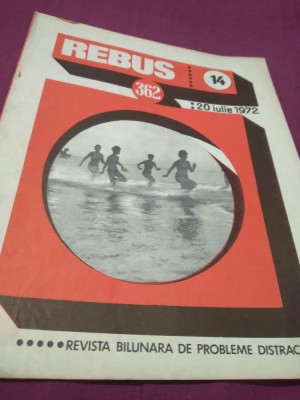 REBUS
14
362
:20 iulie 1972
REVISTA BILUNARA DE PROBLEME DISTRAC